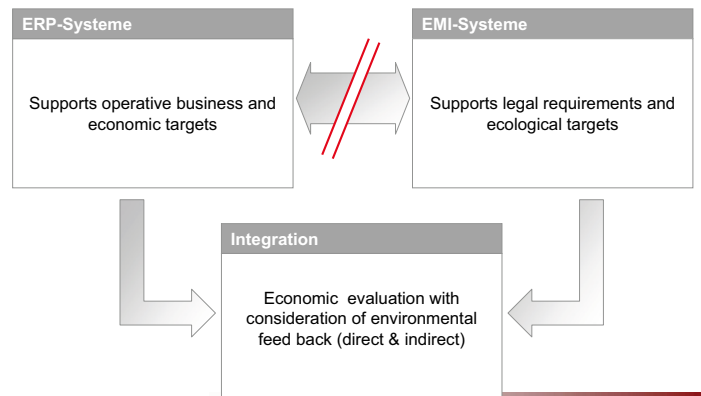 ERP-Systeme
Supports operative business and
economic targets
EMI-Systeme
Supports legal requirements and
ecological targets
Integration
Economic evaluation with
consideration of environmental
feed back (direct & indirect)